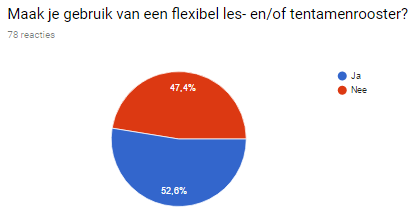 Maak je gebruik van een flexibel les- en/of tentamenrooster?
78 reacties
Ja
Nee
47,4%
52,6%